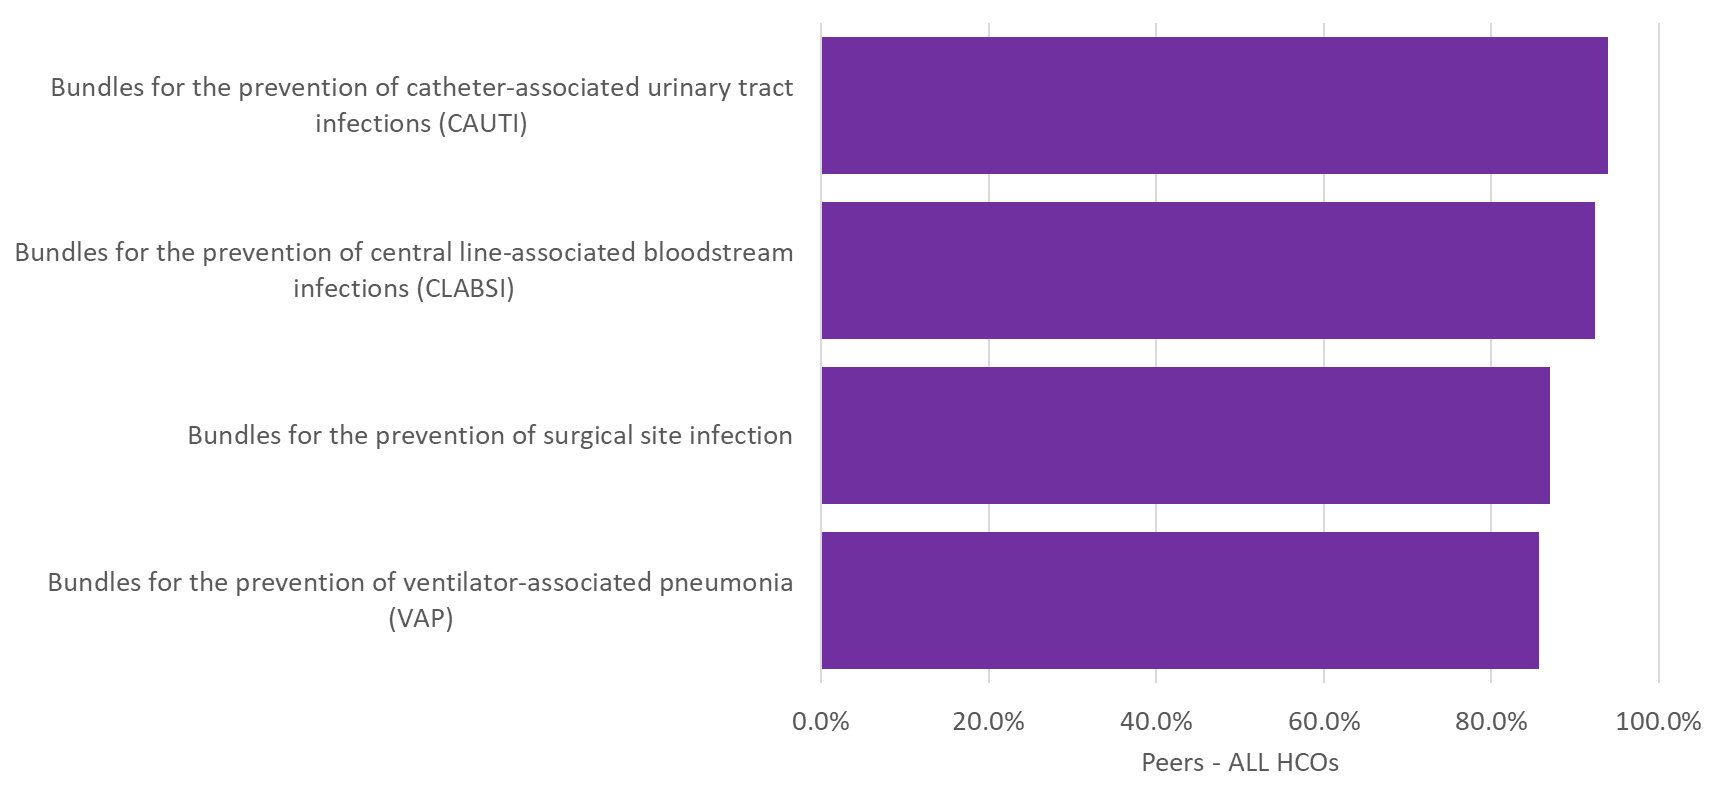 Bundles for the prevention of catheter-associated urinary tract
infections (CAUTI)
Bundles for the prevention of central line-associated bloodstream
infections (CLABSI)
Bundles for the prevention of surgical site infection
Bundles for the prevention of ventilator-associated pneumonia
(VAP)
0.0% 20.0% 40.0% 60.0% 80.0% 100.0%
Peers - ALL HCOs